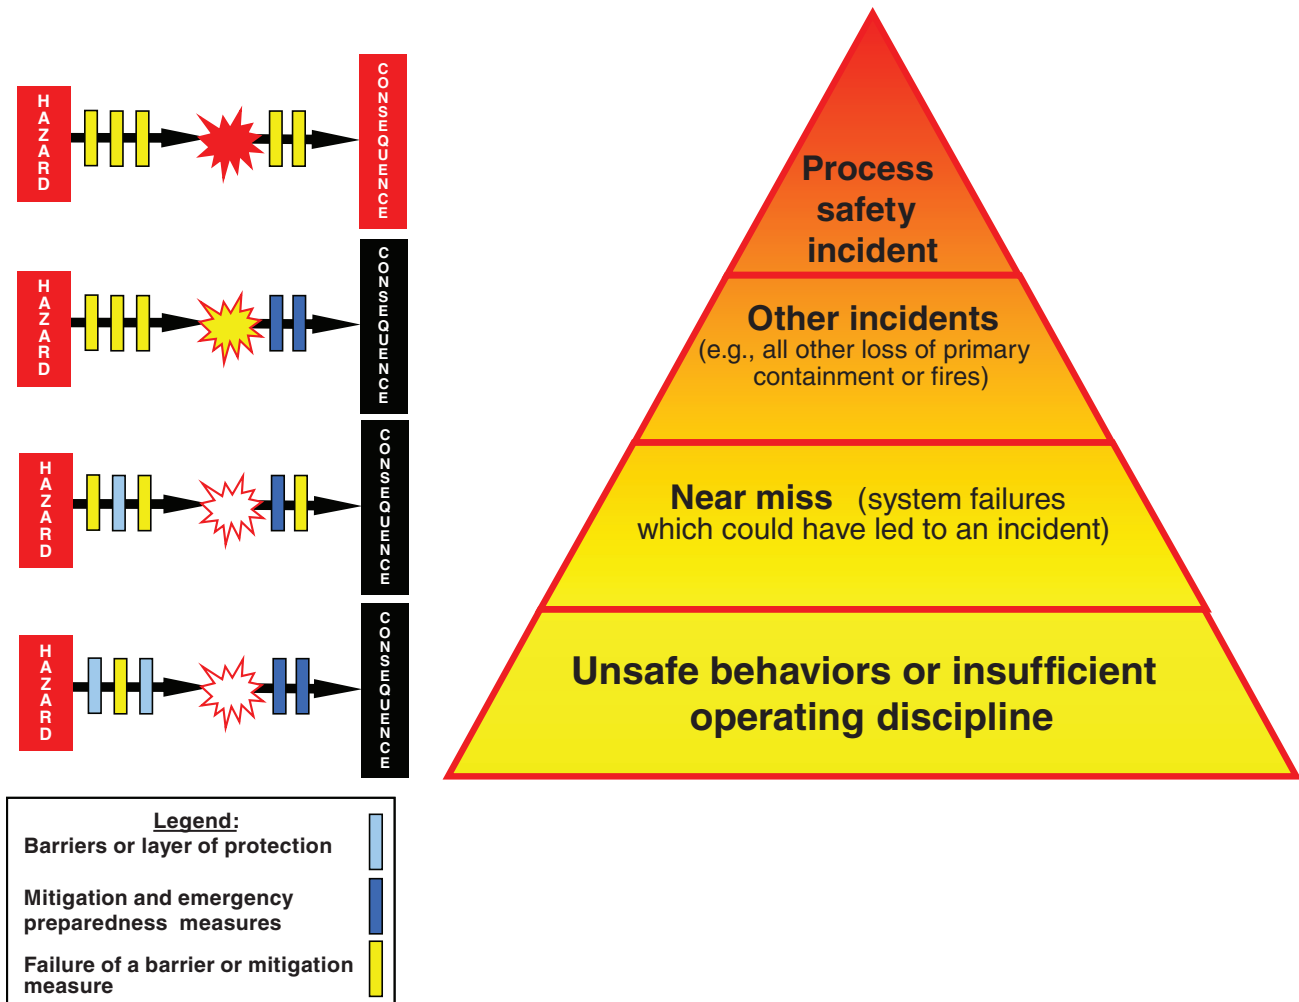 HAZARD
CONSEQUENCE
Process
safety
incident
HAZARD
CONSEQUENCE
Other incidents
(e.g., all other loss of primary
containment or fires)
HAZARD
CONSEQUENCE
Near miss (system failures
which could have led to an incident)
HAZARD
CONSEQUENCE
Unsafe behaviors or insufficient
operating discipline
Legend:
Barriers or layer of protection
Mitigation and emergency
preparedness measures
Failure of a barrier or mitigation
measure